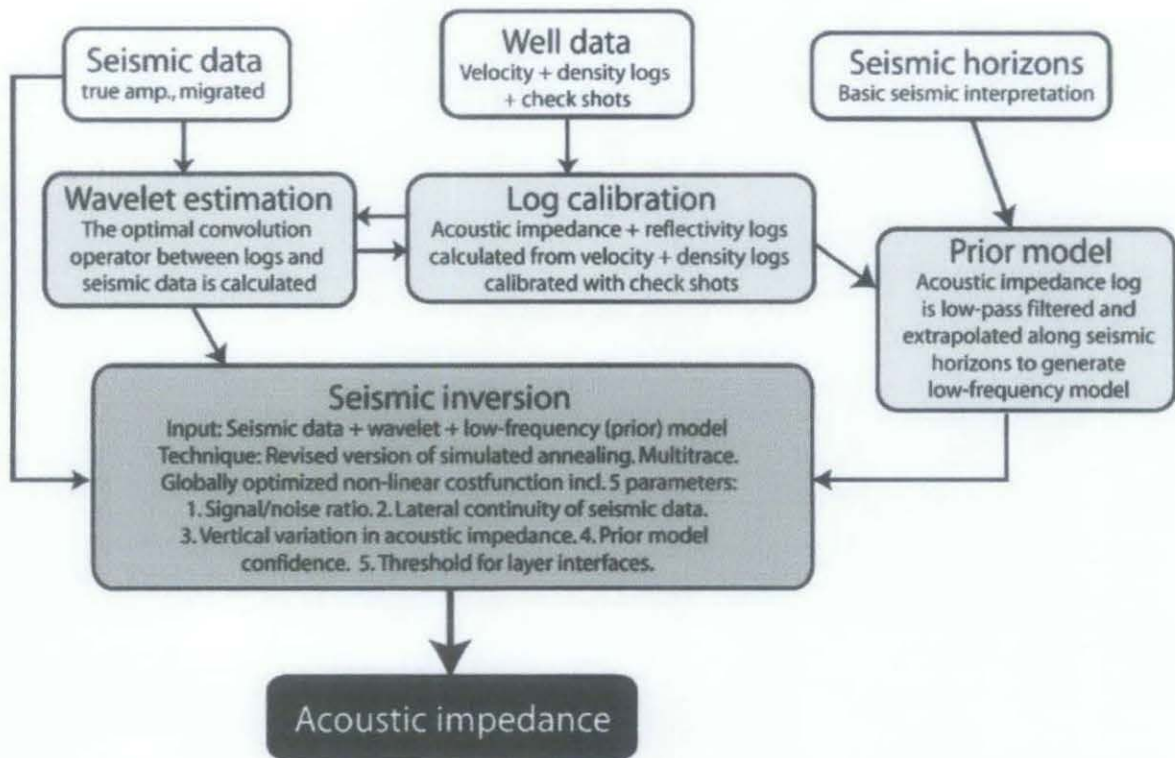 Seismic data
true amp., migrated
Well data
Velocity + density logs
+ check shots
Seismic horizons
Basic seismic interpretation
Wavelet estimation
The optimal convolution
operator between logs and
seismic data is calculated
Log calibration
Acoustic impedance + reflectivity logs
calculated from velocity + density logs
calibrated with check shots
Prior model
Acoustic impedance log
is low-pass filtered and
extrapolated along seismic
horizons to generate
low-frequency model
Seismic inversion
Input: Seismic data + wavelet + low-frequency (prior) model
Technique: Revised version of simulated annealing. Multitrace.
Globally optimized non-linear costfunction incl. 5 parameters:
1. Signal/noise ratio. 2. Lateral continuity of seismic data.
3. Vertical variation in acoustic impedance. 4. Prior model
confidence. 5. Threshold for layer interfaces.
Acoustic impedance